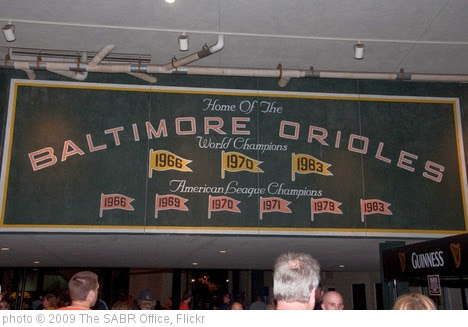 Home Of The
BALTIMORE ORIOLES
World Champions
1966 1970 1983
American League Champions
1966 1969 1970 1971 1979 1983
GUINNESS
photo © 2009 The SABR Office, Flickr